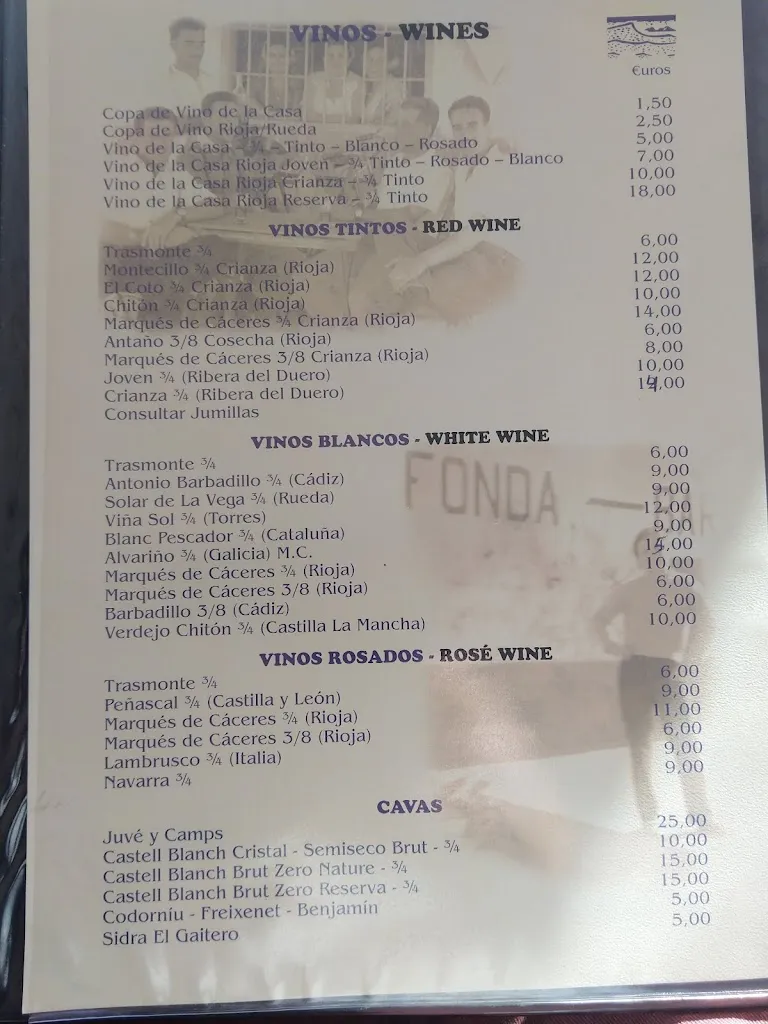 VINOS - WINES
€uros
Copa de Vino de la Casa 1,50
Copa de Vino Rioja/Rueda 2,50
Vino de la Casa - ¾ - Tinto – Blanco – Rosado 5,00
Vino de la Casa Rioja Joven – ¾ Tinto – Rosado – Blanco 7,00
Vino de la Casa Rioja Crianza – ¾ Tinto 10,00
Vino de la Casa Rioja Reserva – ¾ Tinto 18,00
VINOS TINTOS - RED WINE
Trasmonte ¾ 6,00
Montecillo ¾ Crianza (Rioja) 12,00
El Coto ¾ Crianza (Rioja) 12,00
Chitón ¾ Crianza (Rioja) 10,00
Marqués de Cáceres ¾ Crianza (Rioja) 14,00
Antaño 3/8 Cosecha (Rioja) 6,00
Marqués de Cáceres 3/8 Crianza (Rioja) 8,00
Joven ¾ (Ribera del Duero) 10,00
Crianza ¾ (Ribera del Duero) 14,00
Consultar Jumillas
VINOS BLANCOS - WHITE WINE
Trasmonte ¾ 6,00
Antonio Barbadillo ¾ (Cádiz) 9,00
Solar de La Vega ¾ (Rueda) 9,00
Viña Sol ¾ (Torres) 12,00
Blanc Pescador ¾ (Cataluña) 9,00
Alvariño ¾ (Galicia) M.C. 15,00
Marqués de Cáceres ¾ (Rioja) 10,00
Marqués de Cáceres 3/8 (Rioja) 6,00
Barbadillo 3/8 (Cádiz) 6,00
Verdejo Chitón ¾ (Castilla La Mancha) 10,00
FONDA —
VINOS ROSADOS - ROSÉ WINE
Trasmonte ¾ 6,00
Peñascal ¾ (Castilla y León) 9,00
Marqués de Cáceres ¾ (Rioja) 11,00
Marqués de Cáceres 3/8 (Rioja) 6,00
Lambrusco ¾ (Italia) 9,00
Navarra ¾ 9,00
CAVAS
Juvé y Camps 25,00
Castell Blanch Cristal - Semiseco Brut - ¾ 10,00
Castell Blanch Brut Zero Nature - ¾ 15,00
Castell Blanch Brut Zero Reserva - ¾ 15,00
Codorníu - Freixenet - Benjamín 5,00
Sidra El Gaitero 5,00